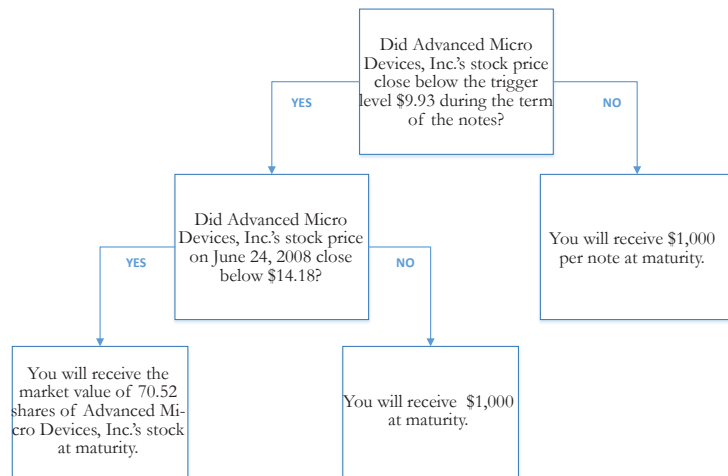 Did Advanced Micro
Devices, Inc.'s stock price
close below the trigger
level $9.93 during the term
of the notes?
YES
NO
Did Advanced Micro
Devices, Inc.'s stock price
on June 24, 2008 close
below $14.18?
You will receive $1,000
per note at maturity.
YES
NO
You will receive the
market value of 70.52
shares of Advanced Mi-
cro Devices, Inc.'s stock
at maturity.
You will receive $1,000
at maturity.